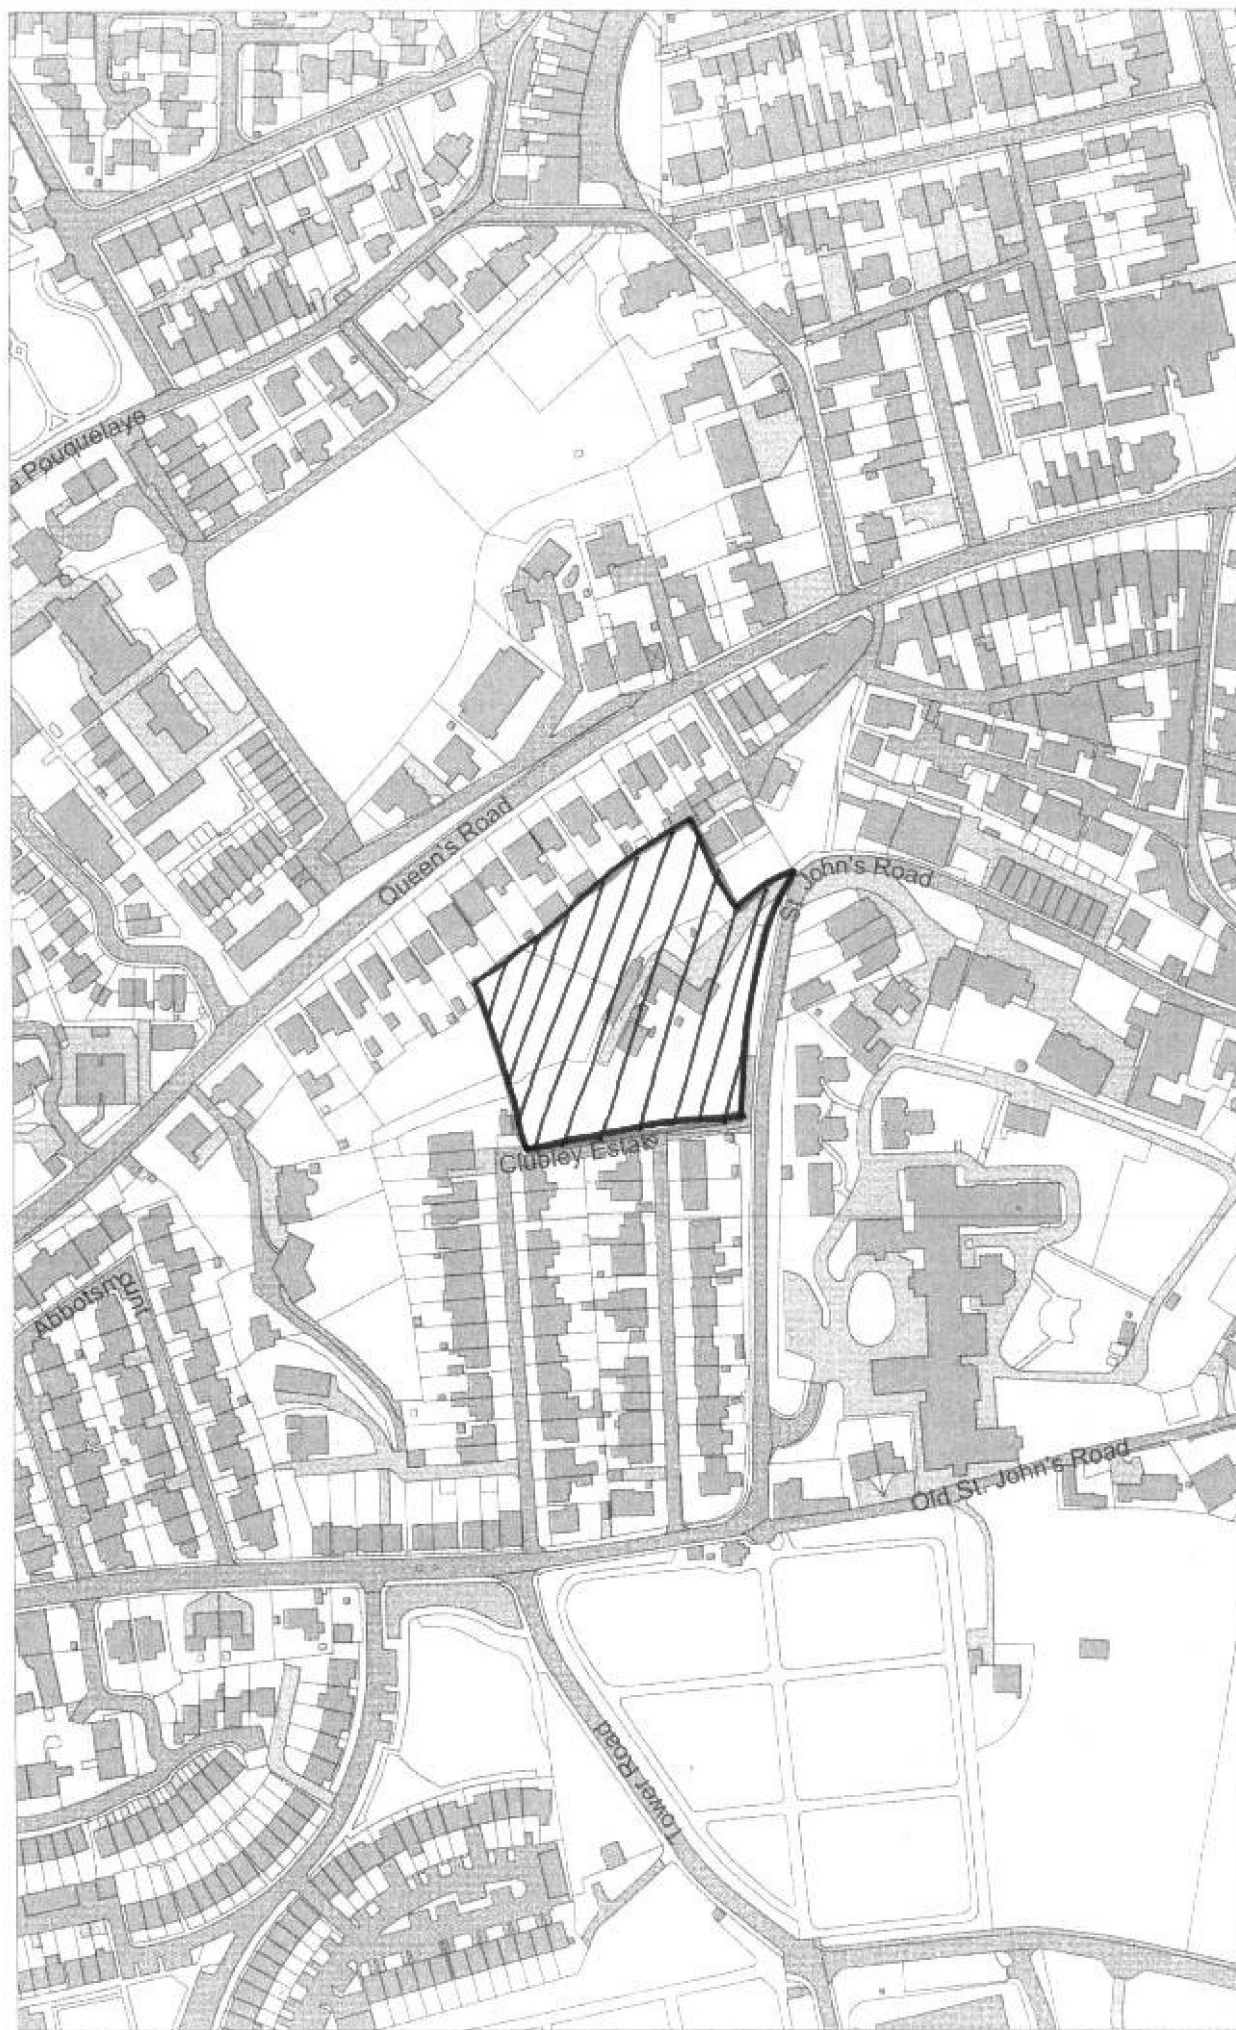 a Pouquelaye
Queen's Road
St. John's Road
Clubley Estate
Abbotsmount
Old St. John's Road
Tower Road